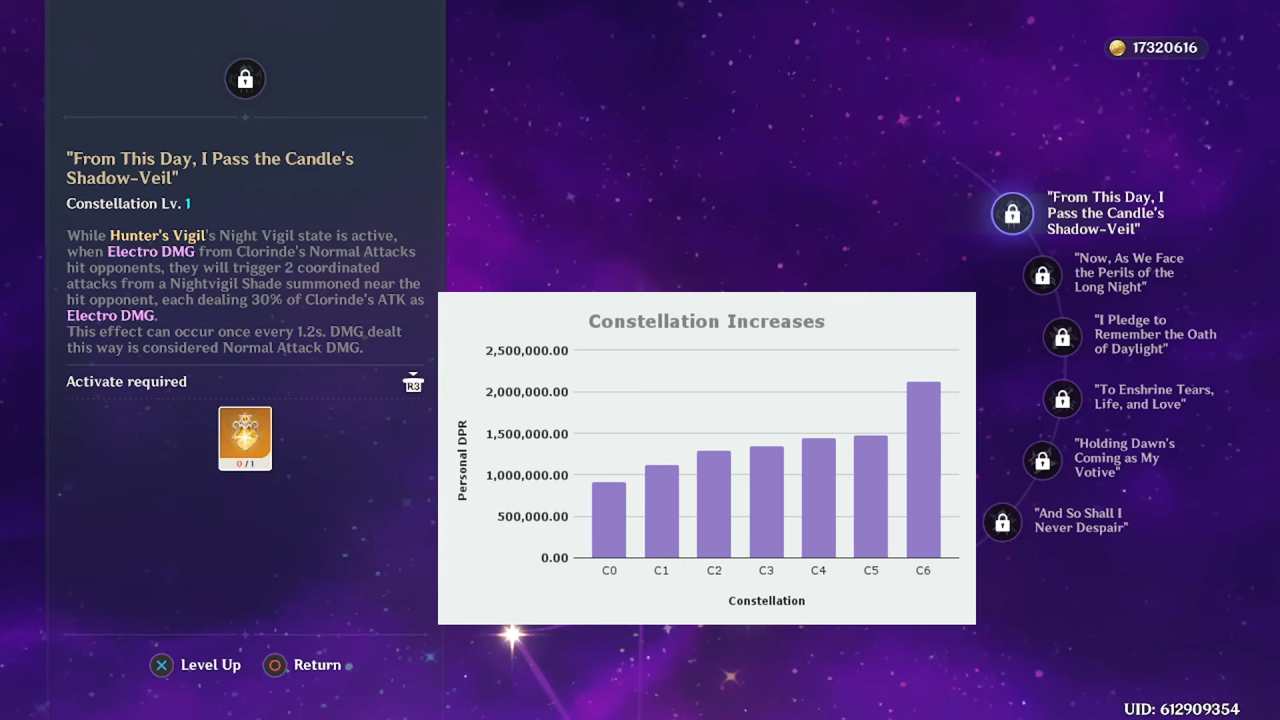 17320616
"From This Day, I Pass the Candle's
Shadow-Veil"
Constellation Lv. 1
While Hunter's Vigil's Night Vigil state is active,
when Electro DMG from Clorinde's Normal Attacks
hit opponents, they will trigger 2 coordinated
attacks from a Nightvigil Shade summoned near the
hit opponent, each dealing 30% of Clorinde's ATK as
Electro DMG.
This effect can occur once every 1.2s. DMG dealt
this way is considered Normal Attack DMG.
Activate required
R3
0/1
Level Up
Return
Constellation Increases
Personal DPR
2,500,000.00
2,000,000.00
1,500,000.00
1,000,000.00
500,000.00
0.00
C0 C1 C2 C3 C4 C5 C6
Constellation
"From This Day, I
Pass the Candle's
Shadow-Veil"
"Now, As We Face
the Perils of the
Long Night"
"I Pledge to
Remember the Oath
of Daylight"
"To Enshrine Tears,
Life, and Love"
"Holding Dawn's
Coming as My
Votive"
"And So Shall I
Never Despair"
UID: 612909354